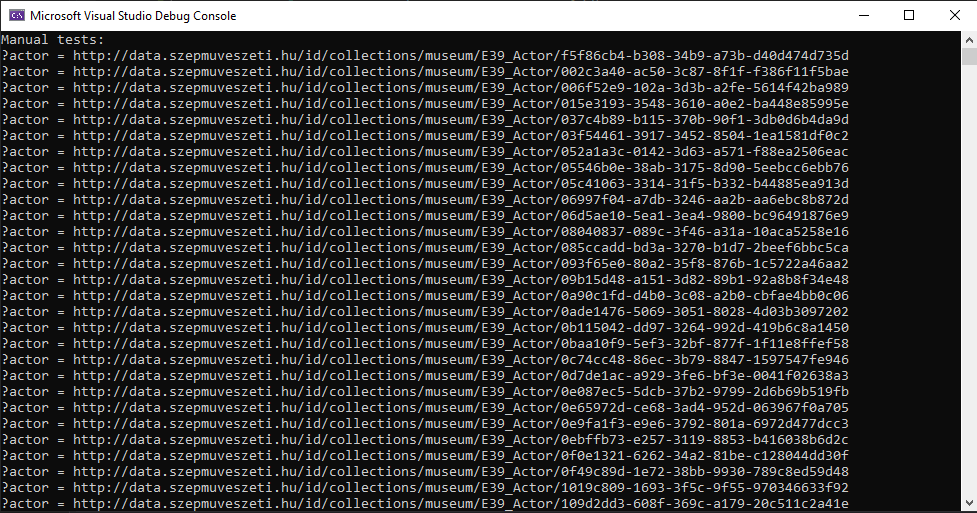 Microsoft Visual Studio Debug Console
Manual tests:
?actor = http://data.szepmuveszeti.hu/id/collections/museum/E39_Actor/f5f86cb4-b308-34b9-a73b-d40d474d735d
?actor = http://data.szepmuveszeti.hu/id/collections/museum/E39_Actor/002c3a40-ac50-3c87-8f1f-f386f11f5bae
?actor = http://data.szepmuveszeti.hu/id/collections/museum/E39_Actor/006f52e9-102a-3d3b-a2fe-5614f42ba989
?actor = http://data.szepmuveszeti.hu/id/collections/museum/E39_Actor/015e3193-3548-3610-a0e2-ba448e85995e
?actor = http://data.szepmuveszeti.hu/id/collections/museum/E39_Actor/037c4b89-b115-370b-90f1-3db0d6b4da9d
?actor = http://data.szepmuveszeti.hu/id/collections/museum/E39_Actor/03f54461-3917-3452-8504-1ea1581df0c2
?actor = http://data.szepmuveszeti.hu/id/collections/museum/E39_Actor/052a1a3c-0142-3d63-a571-f88ea2506eac
?actor = http://data.szepmuveszeti.hu/id/collections/museum/E39_Actor/05546b0e-38ab-3175-8d90-5eebcc6ebb76
?actor = http://data.szepmuveszeti.hu/id/collections/museum/E39_Actor/05c41063-3314-31f5-b332-b44885ea913d
?actor = http://data.szepmuveszeti.hu/id/collections/museum/E39_Actor/06997f04-a7db-3246-aa2b-aa6ebc8b872d
?actor = http://data.szepmuveszeti.hu/id/collections/museum/E39_Actor/06d5ae10-5ea1-3ea4-9800-bc96491876e9
?actor = http://data.szepmuveszeti.hu/id/collections/museum/E39_Actor/08040837-089c-3f46-a31a-10aca5258e16
?actor = http://data.szepmuveszeti.hu/id/collections/museum/E39_Actor/085ccadd-bd3a-3270-b1d7-2beef6bbc5ca
?actor = http://data.szepmuveszeti.hu/id/collections/museum/E39_Actor/093f65e0-80a2-35f8-876b-1c5722a46aa2
?actor = http://data.szepmuveszeti.hu/id/collections/museum/E39_Actor/09b15d48-a151-3d82-89b1-92a8b8f34e48
?actor = http://data.szepmuveszeti.hu/id/collections/museum/E39_Actor/0a90c1fd-d4b0-3c08-a2b0-cbfae4bb0c06
?actor = http://data.szepmuveszeti.hu/id/collections/museum/E39_Actor/0ade1476-5069-3051-8028-4d03b3097202
?actor = http://data.szepmuveszeti.hu/id/collections/museum/E39_Actor/0b115042-dd97-3264-992d-419b6c8a1450
?actor = http://data.szepmuveszeti.hu/id/collections/museum/E39_Actor/0baa10f9-5ef3-32bf-877f-1f11e8ffef58
?actor = http://data.szepmuveszeti.hu/id/collections/museum/E39_Actor/0c74cc48-86ec-3b79-8847-1597547fe946
?actor = http://data.szepmuveszeti.hu/id/collections/museum/E39_Actor/0d7de1ac-a929-3fe6-bf3e-0041f02638a3
?actor = http://data.szepmuveszeti.hu/id/collections/museum/E39_Actor/0e087ec5-5dcb-37b2-9799-2d6b69b519fb
?actor = http://data.szepmuveszeti.hu/id/collections/museum/E39_Actor/0e65972d-ce68-3ad4-952d-063967f0a705
?actor = http://data.szepmuveszeti.hu/id/collections/museum/E39_Actor/0e9fa1f3-e9e6-3792-801a-6972d477dcc3
?actor = http://data.szepmuveszeti.hu/id/collections/museum/E39_Actor/0ebffb73-e257-3119-8853-b416038b6d2c
?actor = http://data.szepmuveszeti.hu/id/collections/museum/E39_Actor/0f0e1321-6262-34a2-81be-c128044dd30f
?actor = http://data.szepmuveszeti.hu/id/collections/museum/E39_Actor/0f49c89d-1e72-38bb-9930-789c8ed59d48
?actor = http://data.szepmuveszeti.hu/id/collections/museum/E39_Actor/1019c809-1693-3f5c-9f55-970346633f92
?actor = http://data.szepmuveszeti.hu/id/collections/museum/E39_Actor/109d2dd3-608f-369c-a179-20c511c2a41e